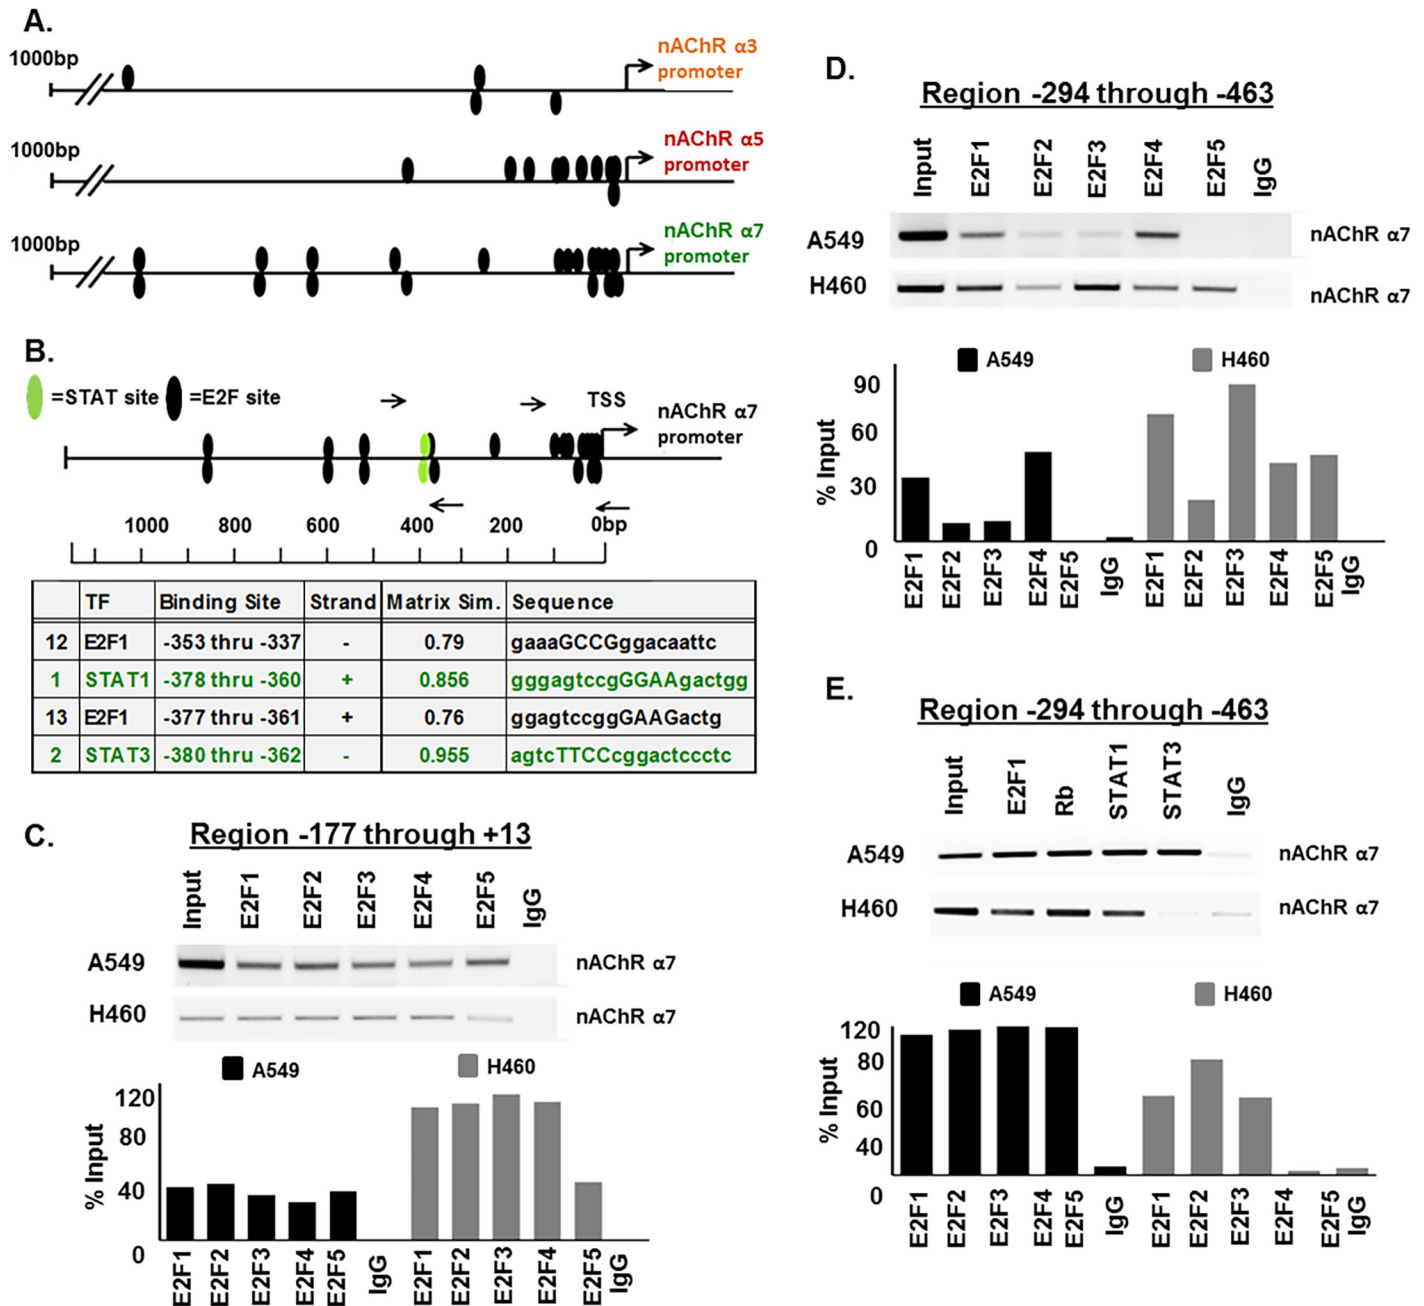 A.
1000bp
nAChR α3
promoter
1000bp
nAChR α5
promoter
1000bp
nAChR α7
promoter
B.
=STAT site =E2F site
TSS
nAChR α7
promoter
1000 800 600 400 200 0bp
TF Binding Site Strand Matrix Sim. Sequence
12 E2F1 -353 thru -337 - 0.79 gaaaGCCGggacaattc
1 STAT1 -378 thru -360 + 0.856 gggagtccgGGAAgactgg
13 E2F1 -377 thru -361 + 0.76 ggagtccggGAAGactg
2 STAT3 -380 thru -362 - 0.955 agtcTTCCcggactccctc
C.
Region -177 through +13
Input E2F1 E2F2 E2F3 E2F4 E2F5 IgG
A549 nAChR α7
H460 nAChR α7
A549 H460
% Input
120
80
40
0
E2F1 E2F2 E2F3 E2F4 E2F5 IgG E2F1 E2F2 E2F3 E2F4 E2F5 IgG
D.
Region -294 through -463
Input E2F1 E2F2 E2F3 E2F4 E2F5 IgG
A549 nAChR α7
H460 nAChR α7
A549 H460
% Input
90
60
30
0
E2F1 E2F2 E2F3 E2F4 E2F5 IgG E2F1 E2F2 E2F3 E2F4 E2F5 IgG
E.
Region -294 through -463
Input E2F1 Rb STAT1 STAT3 IgG
A549 nAChR α7
H460 nAChR α7
A549 H460
% Input
120
80
60
40
0
E2F1 E2F2 E2F3 E2F4 E2F5 IgG E2F1 E2F2 E2F3 E2F4 E2F5 IgG